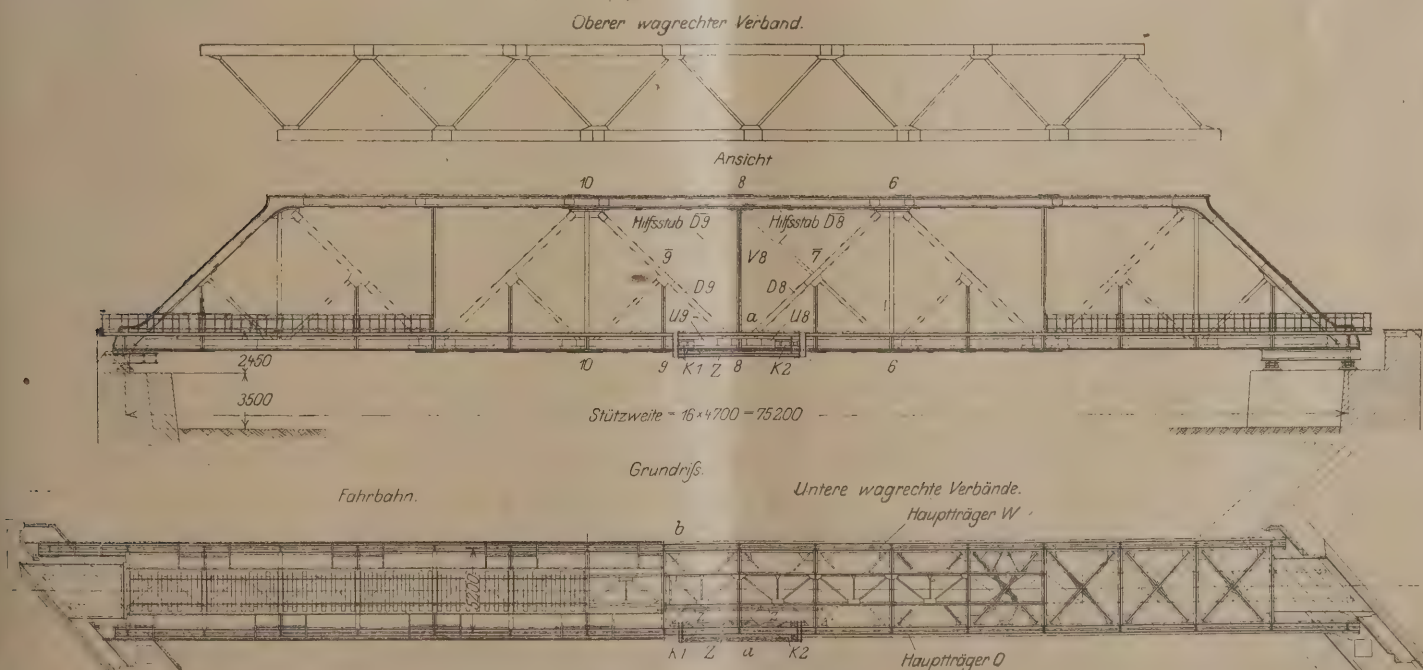 Oberer wagrechter Verband.
Ansicht
10 8 6
Hilfsstab D̅9 Hilfsstab D̅8
9̅ V8 7̅
D9 D8
U9 a U8
2450 10 9 K1 Z 8 K2 6
3500
Stützweite = 16×4700 = 75200
Grundriß.
Fahrbahn. Untere wagrechte Verbände.
Hauptträger W
b
5200
K1 Z a K2
Hauptträger O